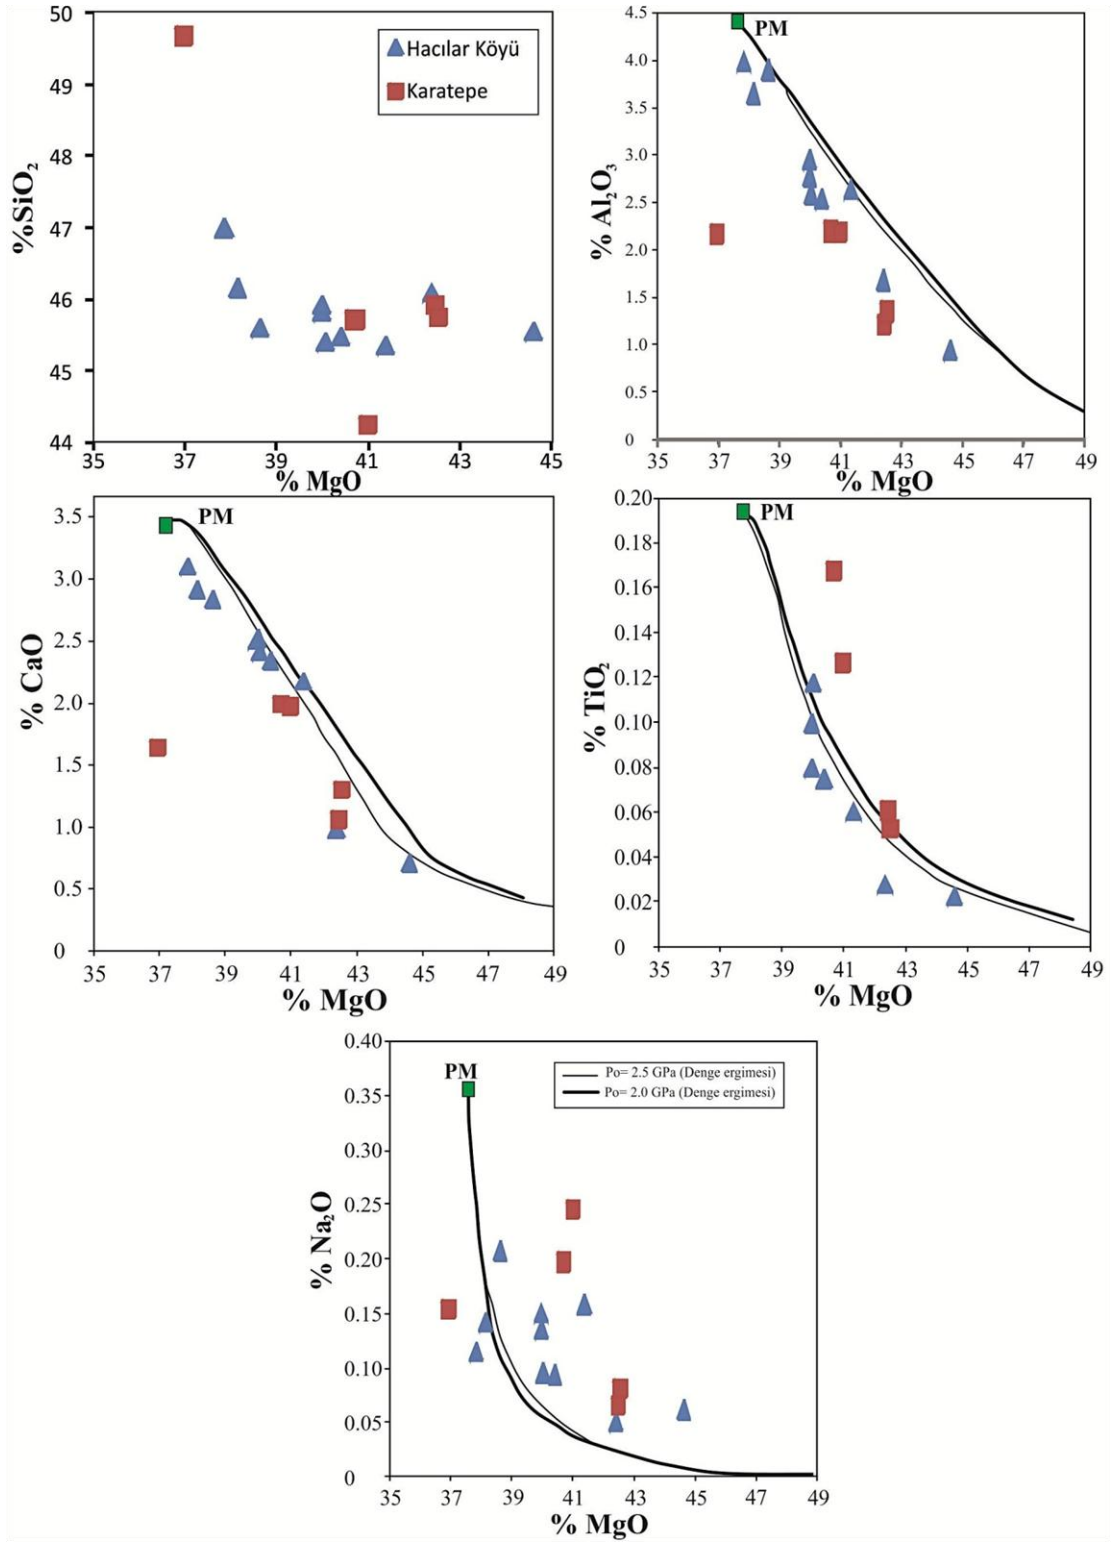 50
49
48
47
46
45
44
%SiO₂
Hacılar Köyü
Karatepe
35 37 39 41 43 45
% MgO
4.5
4.0
3.5
3.0
2.5
2.0
1.5
1.0
0.5
0
% Al₂O₃
PM
35 37 39 41 43 45 47 49
% MgO
3.5
3.0
2.5
2.0
1.5
1.0
0.5
0
% CaO
PM
35 37 39 41 43 45 47 49
% MgO
0.20
0.18
0.16
0.14
0.12
0.10
0.08
0.06
0.04
0.02
0
% TiO₂
PM
35 37 39 41 43 45 47 49
% MgO
0.40
0.35
0.30
0.25
0.20
0.15
0.10
0.05
0
% Na₂O
PM
Po= 2.5 GPa (Denge ergimesi)
Po= 2.0 GPa (Denge ergimesi)
35 37 39 41 43 45 47 49
% MgO